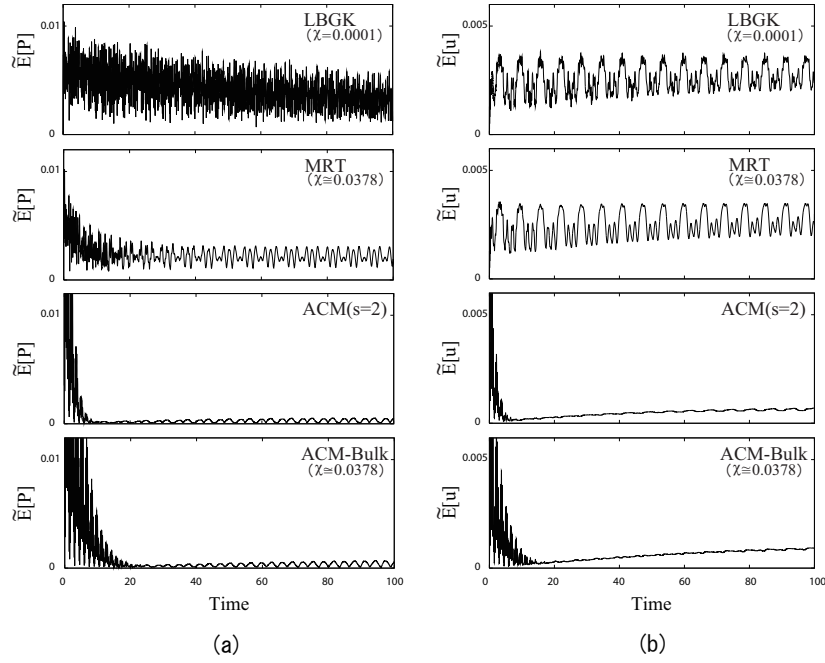 0.01
LBGK
(χ=0.0001)
Ẽ[P]
0
0.01
MRT
(χ≅0.0378)
Ẽ[P]
0
0.01
ACM(s=2)
Ẽ[P]
0
0.01
ACM-Bulk
(χ≅0.0378)
Ẽ[P]
0
0 20 40 60 80 100
Time
(a)
0.005
LBGK
(χ=0.0001)
Ẽ[u]
0
0.005
MRT
(χ≅0.0378)
Ẽ[u]
0
0.005
ACM(s=2)
Ẽ[u]
0
0.005
ACM-Bulk
(χ≅0.0378)
Ẽ[u]
0
0 20 40 60 80 100
Time
(b)